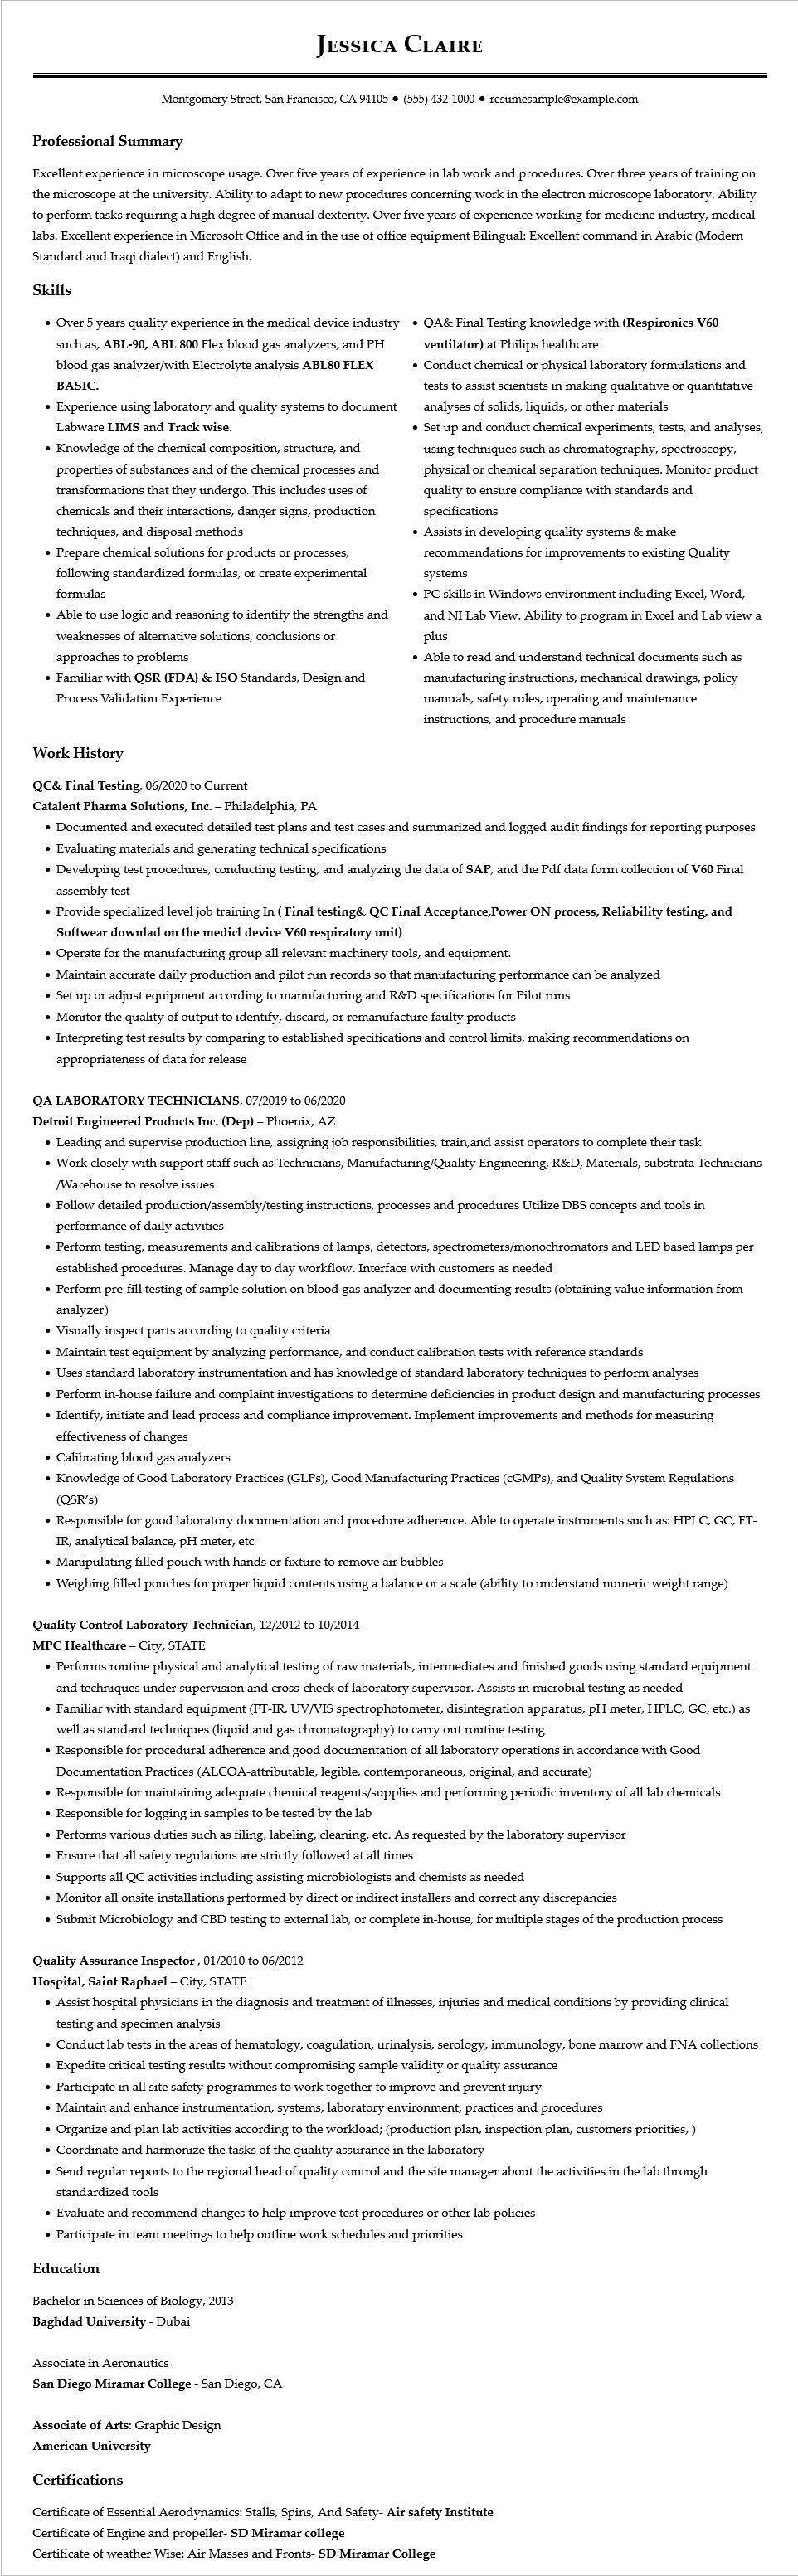 Jessica Claire
Montgomery Street, San Francisco, CA 94105 • (555) 432-1000 • resumesample@example.com
Professional Summary
Excellent experience in microscope usage. Over five years of experience in lab work and procedures. Over three years of training on
the microscope at the university. Ability to adapt to new procedures concerning work in the electron microscope laboratory. Ability
to perform tasks requiring a high degree of manual dexterity. Over five years of experience working for medicine industry, medical
labs. Excellent experience in Microsoft Office and in the use of office equipment Bilingual: Excellent command in Arabic (Modern
Standard and Iraqi dialect) and English.
Skills
• Over 5 years quality experience in the medical device industry
such as, ABL-90, ABL 800 Flex blood gas analyzers, and PH
blood gas analyzer/with Electrolyte analysis ABL80 FLEX
BASIC.
• Experience using laboratory and quality systems to document
Labware LIMS and Track wise.
• Knowledge of the chemical composition, structure, and
properties of substances and of the chemical processes and
transformations that they undergo. This includes uses of
chemicals and their interactions, danger signs, production
techniques, and disposal methods
• Prepare chemical solutions for products or processes,
following standardized formulas, or create experimental
formulas
• Able to use logic and reasoning to identify the strengths and
weaknesses of alternative solutions, conclusions or
approaches to problems
• Familiar with QSR (FDA) & ISO Standards, Design and
Process Validation Experience
• QA& Final Testing knowledge with (Respironics V60
ventilator) at Philips healthcare
• Conduct chemical or physical laboratory formulations and
tests to assist scientists in making qualitative or quantitative
analyses of solids, liquids, or other materials
• Set up and conduct chemical experiments, tests, and analyses,
using techniques such as chromatography, spectroscopy,
physical or chemical separation techniques. Monitor product
quality to ensure compliance with standards and
specifications
• Assists in developing quality systems & make
recommendations for improvements to existing Quality
systems
• PC skills in Windows environment including Excel, Word,
and NI Lab View. Ability to program in Excel and Lab view a
plus
• Able to read and understand technical documents such as
manufacturing instructions, mechanical drawings, policy
manuals, safety rules, operating and maintenance
instructions, and procedure manuals
Work History
QC& Final Testing, 06/2020 to Current
Catalent Pharma Solutions, Inc. – Philadelphia, PA
• Documented and executed detailed test plans and test cases and summarized and logged audit findings for reporting purposes
• Evaluating materials and generating technical specifications
• Developing test procedures, conducting testing, and analyzing the data of SAP, and the Pdf data form collection of V60 Final
assembly test
• Provide specialized level job training In ( Final testing& QC Final Acceptance,Power ON process, Reliability testing, and
Softwear downlad on the medicl device V60 respiratory unit)
• Operate for the manufacturing group all relevant machinery tools, and equipment.
• Maintain accurate daily production and pilot run records so that manufacturing performance can be analyzed
• Set up or adjust equipment according to manufacturing and R&D specifications for Pilot runs
• Monitor the quality of output to identify, discard, or remanufacture faulty products
• Interpreting test results by comparing to established specifications and control limits, making recommendations on
appropriateness of data for release
QA LABORATORY TECHNICIANS, 07/2019 to 06/2020
Detroit Engineered Products Inc. (Dep) – Phoenix, AZ
• Leading and supervise production line, assigning job responsibilities, train,and assist operators to complete their task
• Work closely with support staff such as Technicians, Manufacturing/Quality Engineering, R&D, Materials, substrata Technicians
/Warehouse to resolve issues
• Follow detailed production/assembly/testing instructions, processes and procedures Utilize DBS concepts and tools in
performance of daily activities
• Perform testing, measurements and calibrations of lamps, detectors, spectrometers/monochromators and LED based lamps per
established procedures. Manage day to day workflow. Interface with customers as needed
• Perform pre-fill testing of sample solution on blood gas analyzer and documenting results (obtaining value information from
analyzer)
• Visually inspect parts according to quality criteria
• Maintain test equipment by analyzing performance, and conduct calibration tests with reference standards
• Uses standard laboratory instrumentation and has knowledge of standard laboratory techniques to perform analyses
• Perform in-house failure and complaint investigations to determine deficiencies in product design and manufacturing processes
• Identify, initiate and lead process and compliance improvement. Implement improvements and methods for measuring
effectiveness of changes
• Calibrating blood gas analyzers
• Knowledge of Good Laboratory Practices (GLPs), Good Manufacturing Practices (cGMPs), and Quality System Regulations
(QSR's)
• Responsible for good laboratory documentation and procedure adherence. Able to operate instruments such as: HPLC, GC, FT-
IR, analytical balance, pH meter, etc
• Manipulating filled pouch with hands or fixture to remove air bubbles
• Weighing filled pouches for proper liquid contents using a balance or a scale (ability to understand numeric weight range)
Quality Control Laboratory Technician, 12/2012 to 10/2014
MPC Healthcare – City, STATE
• Performs routine physical and analytical testing of raw materials, intermediates and finished goods using standard equipment
and techniques under supervision and cross-check of laboratory supervisor. Assists in microbial testing as needed
• Familiar with standard equipment (FT-IR, UV/VIS spectrophotometer, disintegration apparatus, pH meter, HPLC, GC, etc.) as
well as standard techniques (liquid and gas chromatography) to carry out routine testing
• Responsible for procedural adherence and good documentation of all laboratory operations in accordance with Good
Documentation Practices (ALCOA-attributable, legible, contemporaneous, original, and accurate)
• Responsible for maintaining adequate chemical reagents/supplies and performing periodic inventory of all lab chemicals
• Responsible for logging in samples to be tested by the lab
• Performs various duties such as filing, labeling, cleaning, etc. As requested by the laboratory supervisor
• Ensure that all safety regulations are strictly followed at all times
• Supports all QC activities including assisting microbiologists and chemists as needed
• Monitor all onsite installations performed by direct or indirect installers and correct any discrepancies
• Submit Microbiology and CBD testing to external lab, or complete in-house, for multiple stages of the production process
Quality Assurance Inspector , 01/2010 to 06/2012
Hospital, Saint Raphael – City, STATE
• Assist hospital physicians in the diagnosis and treatment of illnesses, injuries and medical conditions by providing clinical
testing and specimen analysis
• Conduct lab tests in the areas of hematology, coagulation, urinalysis, serology, immunology, bone marrow and FNA collections
• Expedite critical testing results without compromising sample validity or quality assurance
• Participate in all site safety programmes to work together to improve and prevent injury
• Maintain and enhance instrumentation, systems, laboratory environment, practices and procedures
• Organize and plan lab activities according to the workload; (production plan, inspection plan, customers priorities, )
• Coordinate and harmonize the tasks of the quality assurance in the laboratory
• Send regular reports to the regional head of quality control and the site manager about the activities in the lab through
standardized tools
• Evaluate and recommend changes to help improve test procedures or other lab policies
• Participate in team meetings to help outline work schedules and priorities
Education
Bachelor in Sciences of Biology, 2013
Baghdad University - Dubai
Associate in Aeronautics
San Diego Miramar College - San Diego, CA
Associate of Arts: Graphic Design
American University
Certifications
Certificate of Essential Aerodynamics: Stalls, Spins, And Safety- Air safety Institute
Certificate of Engine and propeller- SD Miramar college
Certificate of weather Wise: Air Masses and Fronts- SD Miramar College